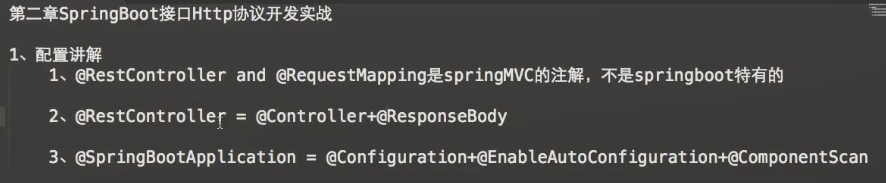 第二章SpringBoot接口Http协议开发实战
1、配置讲解
1、@RestController and @RequestMapping是springMVC的注解，不是springboot特有的
2、@RestController = @Controller+@ResponseBody
3、@SpringBootApplication = @Configuration+@EnableAutoConfiguration+@ComponentScan